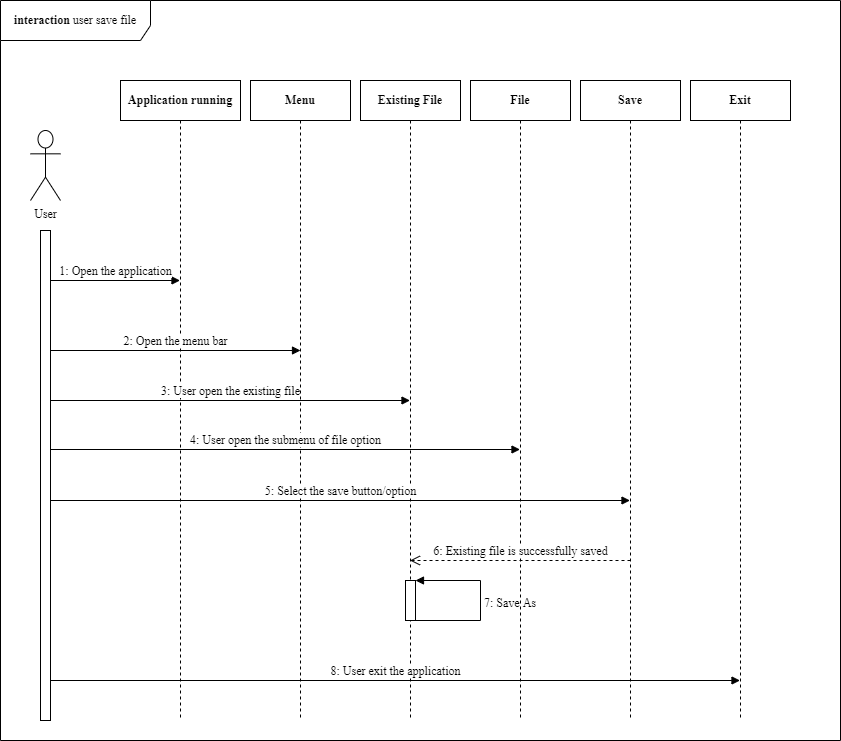 interaction user save file
Application running
Menu
Existing File
File
Save
Exit
User
1: Open the application
2: Open the menu bar
3: User open the existing file
4: User open the submenu of file option
5: Select the save button/option
6: Existing file is successfully saved
7: Save As
8: User exit the application